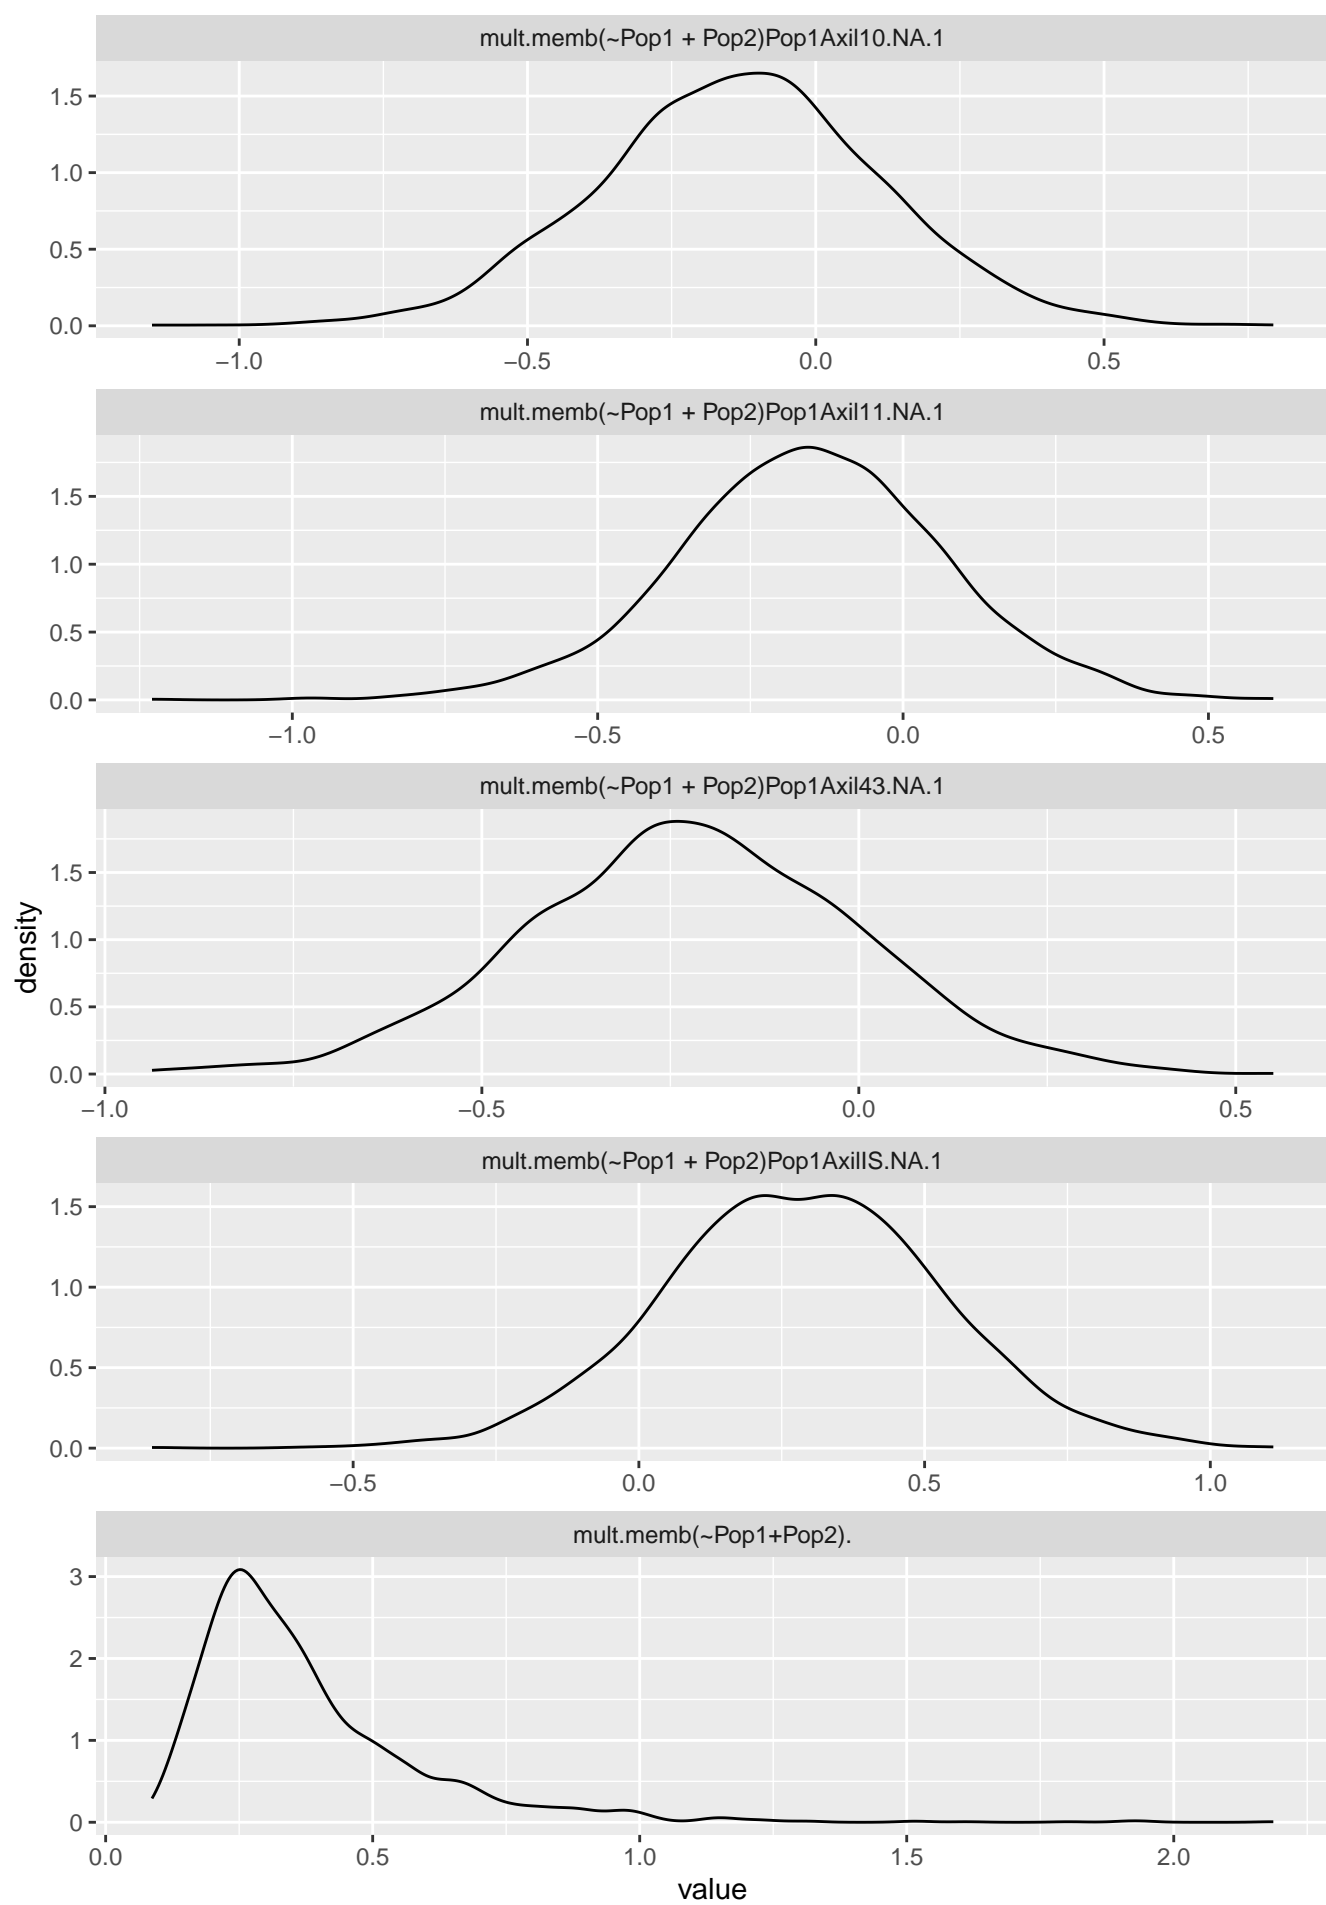 mult.memb(~Pop1 + Pop2)Pop1Axil10.NA.1
1.5
1.0
0.5
0.0
−1.0 −0.5 0.0 0.5
mult.memb(~Pop1 + Pop2)Pop1Axil11.NA.1
1.5
1.0
0.5
0.0
−1.0 −0.5 0.0 0.5
mult.memb(~Pop1 + Pop2)Pop1Axil43.NA.1
1.5
1.0
0.5
0.0
−1.0 −0.5 0.0 0.5
density
mult.memb(~Pop1 + Pop2)Pop1AxilIS.NA.1
1.5
1.0
0.5
0.0
−0.5 0.0 0.5 1.0
mult.memb(~Pop1+Pop2).
3
2
1
0
0.0 0.5 1.0 1.5 2.0
value